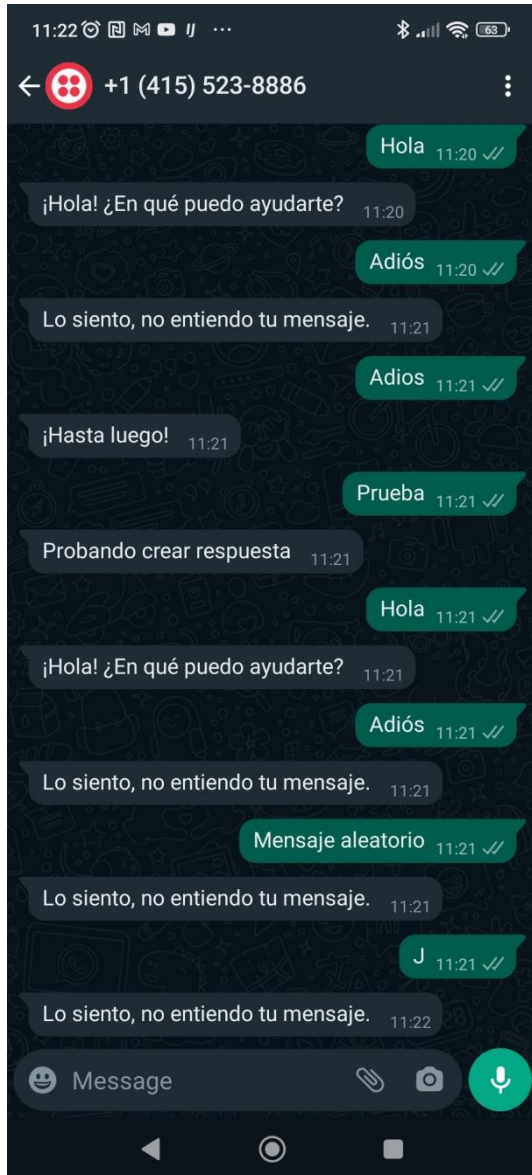 11:22
63
+1 (415) 523-8886
Hola 11:20
¡Hola! ¿En qué puedo ayudarte? 11:20
Adiós 11:20
Lo siento, no entiendo tu mensaje. 11:21
Adios 11:21
¡Hasta luego! 11:21
Prueba 11:21
Probando crear respuesta 11:21
Hola 11:21
¡Hola! ¿En qué puedo ayudarte? 11:21
Adiós 11:21
Lo siento, no entiendo tu mensaje. 11:21
Mensaje aleatorio 11:21
Lo siento, no entiendo tu mensaje. 11:21
J 11:21
Lo siento, no entiendo tu mensaje. 11:22
Message